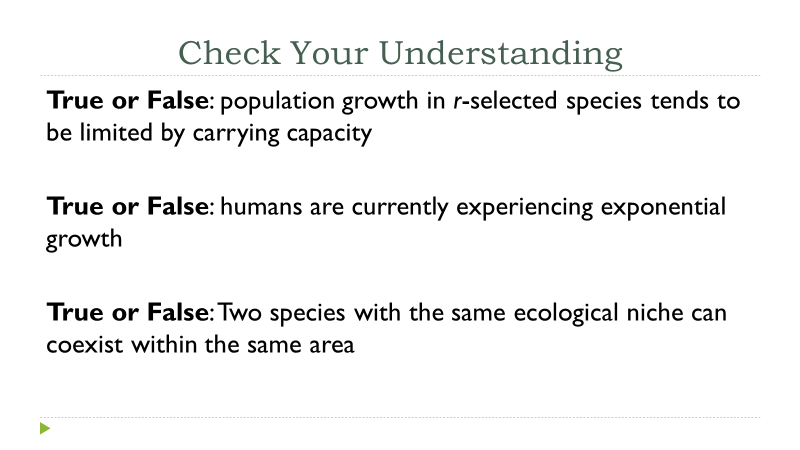 Check Your Understanding
True or False: population growth in r-selected species tends to
be limited by carrying capacity
True or False: humans are currently experiencing exponential
growth
True or False: Two species with the same ecological niche can
coexist within the same area